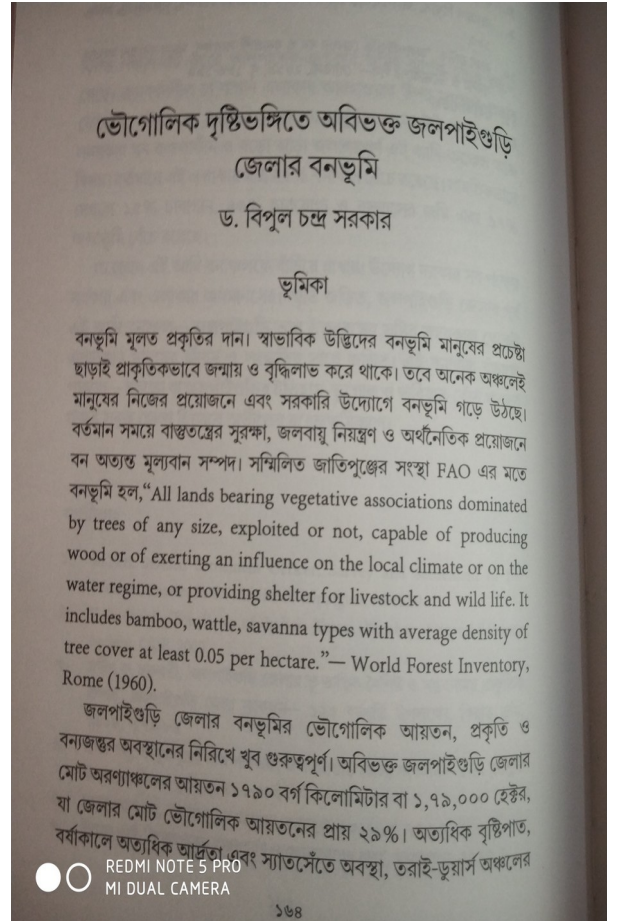 ভৌগোলিক দৃষ্টিভঙ্গিতে অবিভক্ত জলপাইগুড়ি
জেলার বনভূমি
ড. বিপুল চন্দ্র সরকার
ভূমিকা
বনভূমি মূলত প্রকৃতির দান। স্বাভাবিক উদ্ভিদের বনভূমি মানুষের প্রচেষ্টা
ছাড়াই প্রাকৃতিকভাবে জন্মায় ও বৃদ্ধিলাভ করে থাকে। তবে অনেক অঞ্চলেই
মানুষের নিজের প্রয়োজনে এবং সরকারি উদ্যোগে বনভূমি গড়ে উঠছে।
বর্তমান সময়ে বাস্তুতন্ত্রের সুরক্ষা, জলবায়ু নিয়ন্ত্রণ ও অর্থনৈতিক প্রয়োজনে
বন অত্যন্ত মূল্যবান সম্পদ। সম্মিলিত জাতিপুঞ্জের সংস্থা FAO এর মতে
বনভূমি হল,“All lands bearing vegetative associations dominated
by trees of any size, exploited or not, capable of producing
wood or of exerting an influence on the local climate or on the
water regime, or providing shelter for livestock and wild life. It
includes bamboo, wattle, savanna types with average density of
tree cover at least 0.05 per hectare.”— World Forest Inventory,
Rome (1960).
জলপাইগুড়ি জেলার বনভূমির ভৌগোলিক আয়তন, প্রকৃতি ও
বন্যজন্তুর অবস্থানের নিরিখে খুব গুরুত্বপূর্ণ। অবিভক্ত জলপাইগুড়ি জেলার
মোট অরণ্যাঞ্চলের আয়তন ১৭৯০ বর্গ কিলোমিটার বা ১,৭৯,০০০ হেক্টর,
যা জেলার মোট ভৌগোলিক আয়তনের প্রায় ২৯%। অত্যধিক বৃষ্টিপাত,
বর্ষাকালে অত্যধিক আর্দ্রতা এবং স্যাতসেঁতে অবস্থা, তরাই-ডুয়ার্স অঞ্চলের
REDMI NOTE 5 PRO
MI DUAL CAMERA
১৬৪